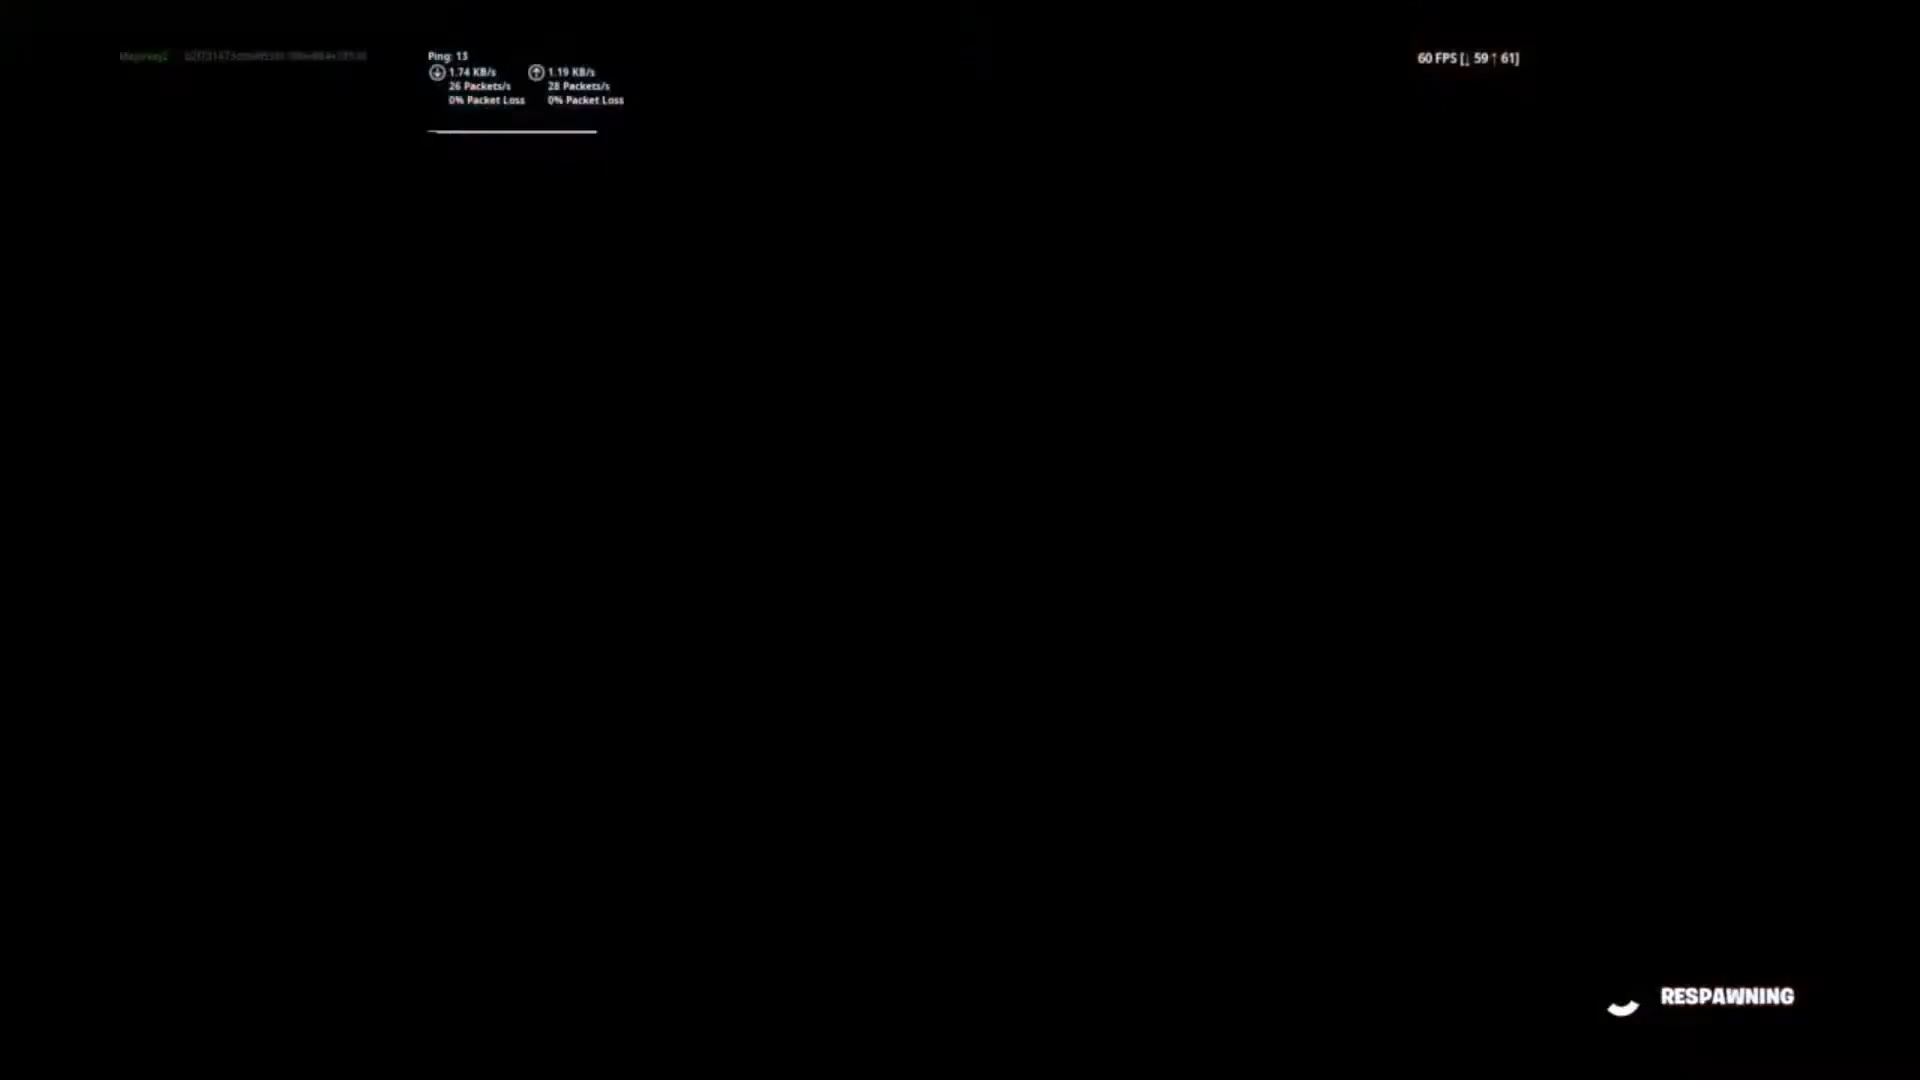 Ping: 13
1.74 KB/s 1.19 KB/s
26 Packets/s 28 Packets/s
0% Packet Loss 0% Packet Loss
60 FPS [↓ 59 ↑ 61]
RESPAWNING